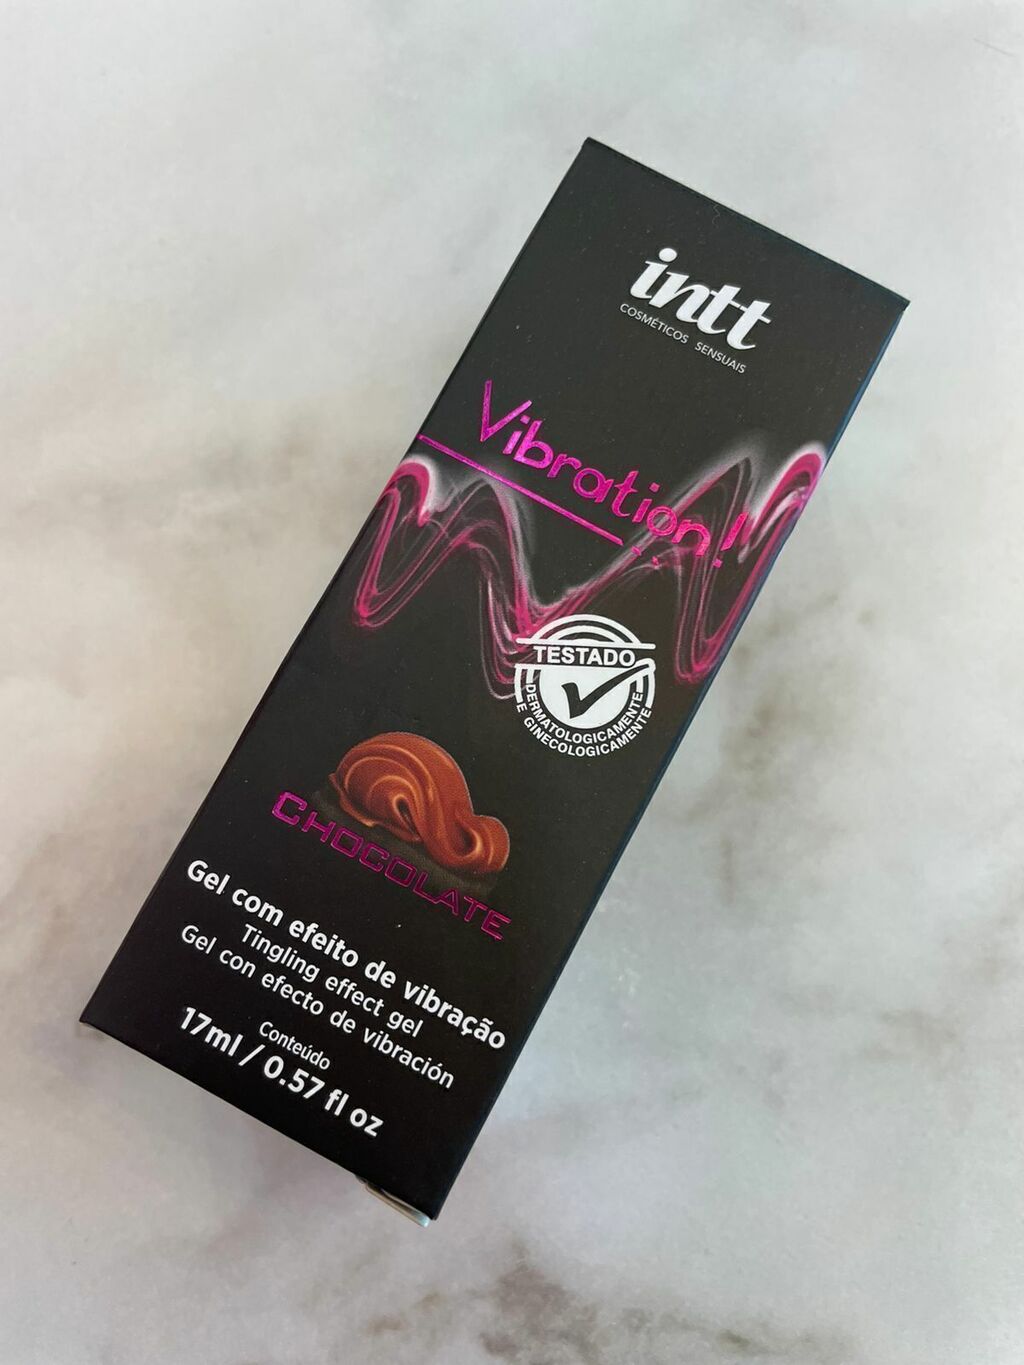 intt
COSMÉTICOS SENSUAIS
Vibration!
TESTADO
DERMATOLOGICAMENTE
E GINECOLOGICAMENTE
CHOCOLATE
Gel com efeito de vibração
Tingling effect gel
Gel con efecto de vibración
Conteúdo
17ml / 0.57 fl oz